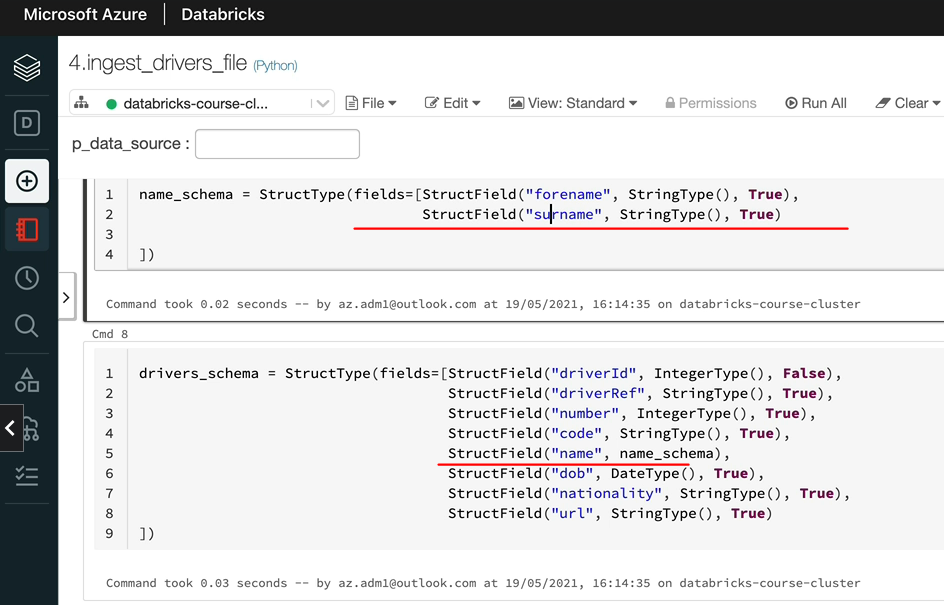 Microsoft Azure | Databricks
4.ingest_drivers_file (Python)
databricks-course-cl... File Edit View: Standard Permissions Run All Clear
p_data_source :
1 name_schema = StructType(fields=[StructField("forename", StringType(), True),
2 StructField("surname", StringType(), True)
3
4 ])
Command took 0.02 seconds -- by az.adm1@outlook.com at 19/05/2021, 16:14:35 on databricks-course-cluster
Cmd 8
1 drivers_schema = StructType(fields=[StructField("driverId", IntegerType(), False),
2 StructField("driverRef", StringType(), True),
3 StructField("number", IntegerType(), True),
4 StructField("code", StringType(), True),
5 StructField("name", name_schema),
6 StructField("dob", DateType(), True),
7 StructField("nationality", StringType(), True),
8 StructField("url", StringType(), True)
9 ])
Command took 0.03 seconds -- by az.adm1@outlook.com at 19/05/2021, 16:14:35 on databricks-course-cluster